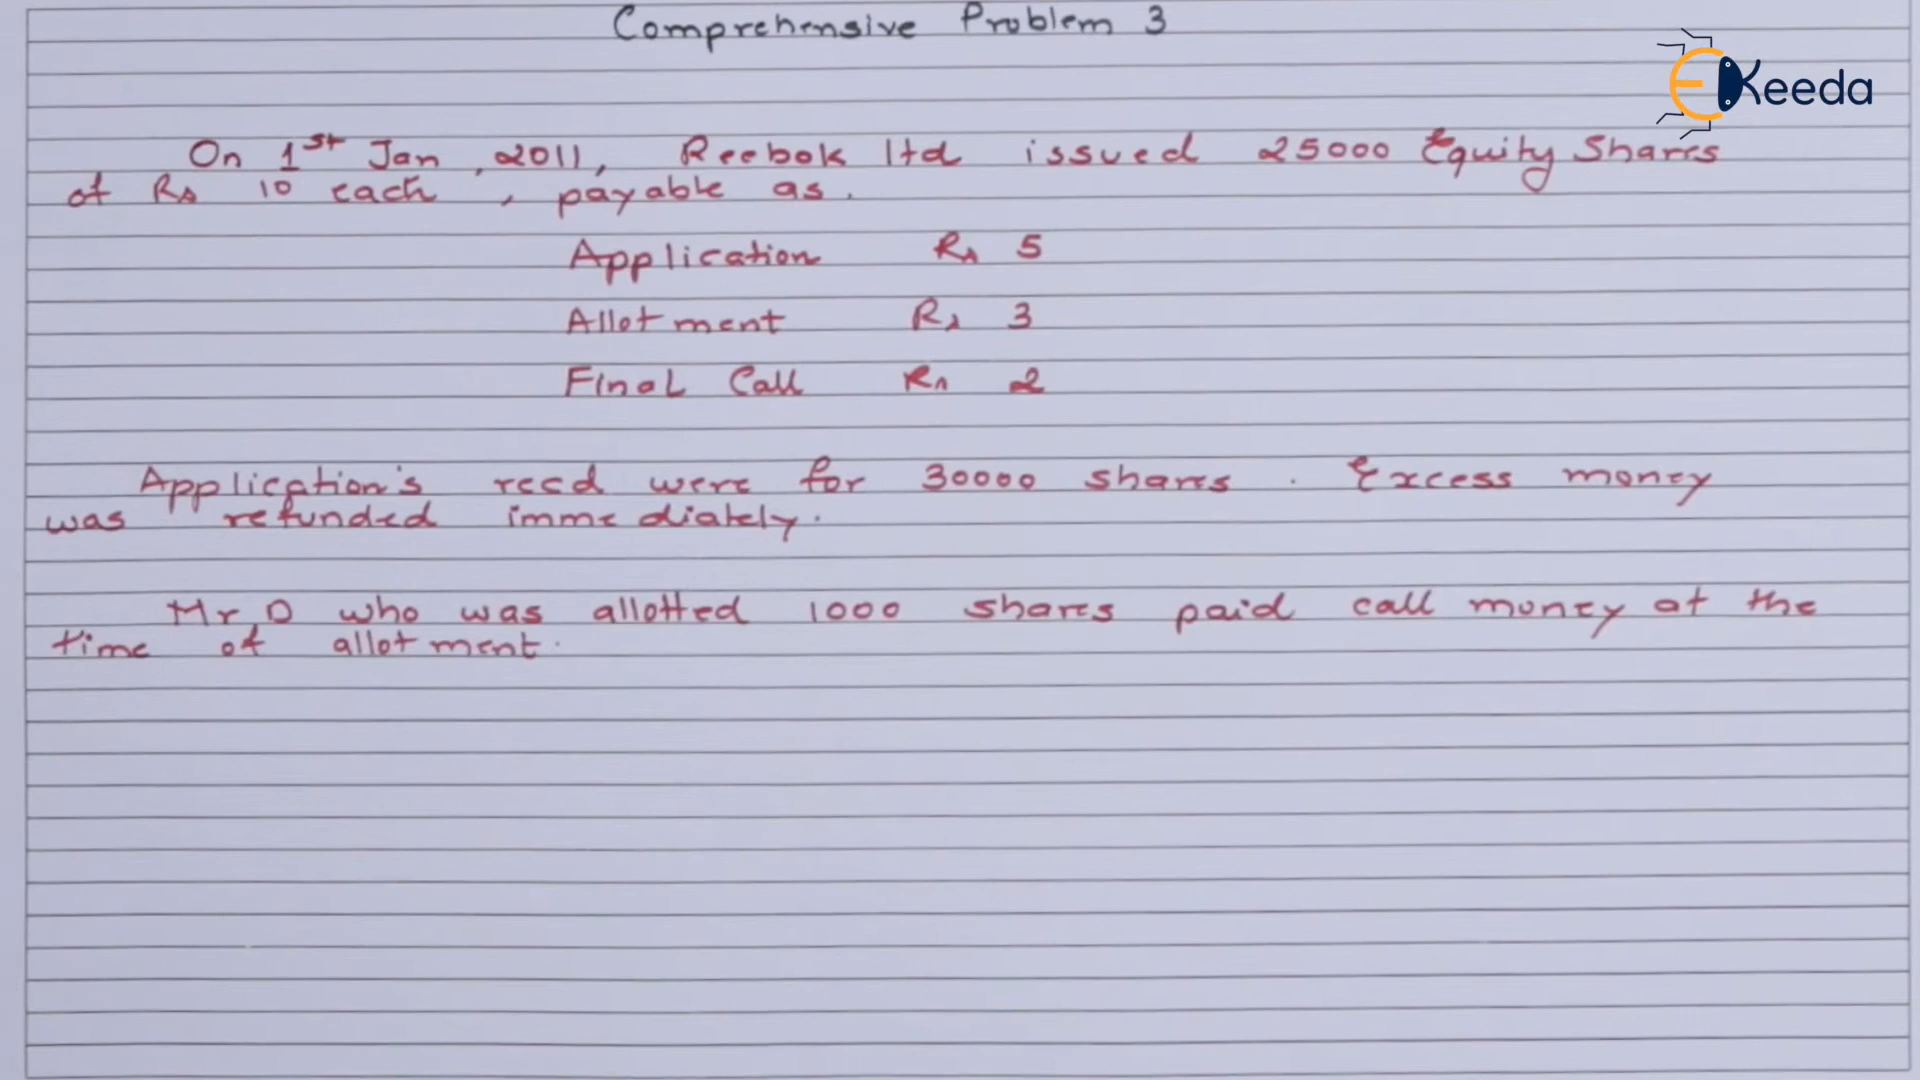 Comprehensive Problem 3
EKeeda
On 1st Jan, 2011, Reebok ltd issued 25000 Equity Shares
of Rs 10 each, payable as.
Application Rs 5
Allotment Rs 3
Final Call Rs 2
Application's recd were for 30000 shares. Excess money
was refunded immediately.
Mr, D who was allotted 1000 shares paid call money at the
time of allotment.